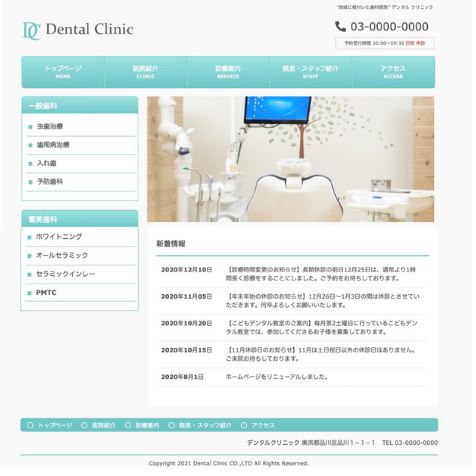 "地域に根付いた歯科医院" デンタル クリニック
DC Dental Clinic
03-0000-0000
予約受付時間 10:00~19:30 日祝 休診
トップページ 医院紹介 診療案内 院長・スタッフ紹介 アクセス
HOME CLINIC SERVICE STAFF ACCESS
一般歯科
虫歯治療
歯周病治療
入れ歯
予防歯科
審美歯科
ホワイトニング
オールセラミック
セラミックインレー
PMTC
新着情報
2020年12月10日 【診療時間変更のお知らせ】長期休診の前日12月25日は、通常より1時
間長く診療をすることにしました。ご予約をお待ちしております。
2020年11月05日 【年末年始の休診のお知らせ】12月26日~1月3日の間は休診とさせてい
ただきます。何卒よろしくお願いいたします。
2020年10月20日 【こどもデンタル教室のご案内】毎月第2土曜日に行っているこどもデン
タル教室では、参加してくださるお子様を募集しております。
2020年10月15日 【11月休診日のお知らせ】11月は土日祝日以外の休診日はありません。
ご来院お待ちしております。
2020年8月1日 ホームページをリニューアルしました。
トップページ 医院紹介 診療案内 院長・スタッフ紹介 アクセス
デンタルクリニック 東京都品川区品川1-1-1 TEL 03-0000-0000
Copyright 2021 Dental Clinic CO.,LTD All Rights Reserved.